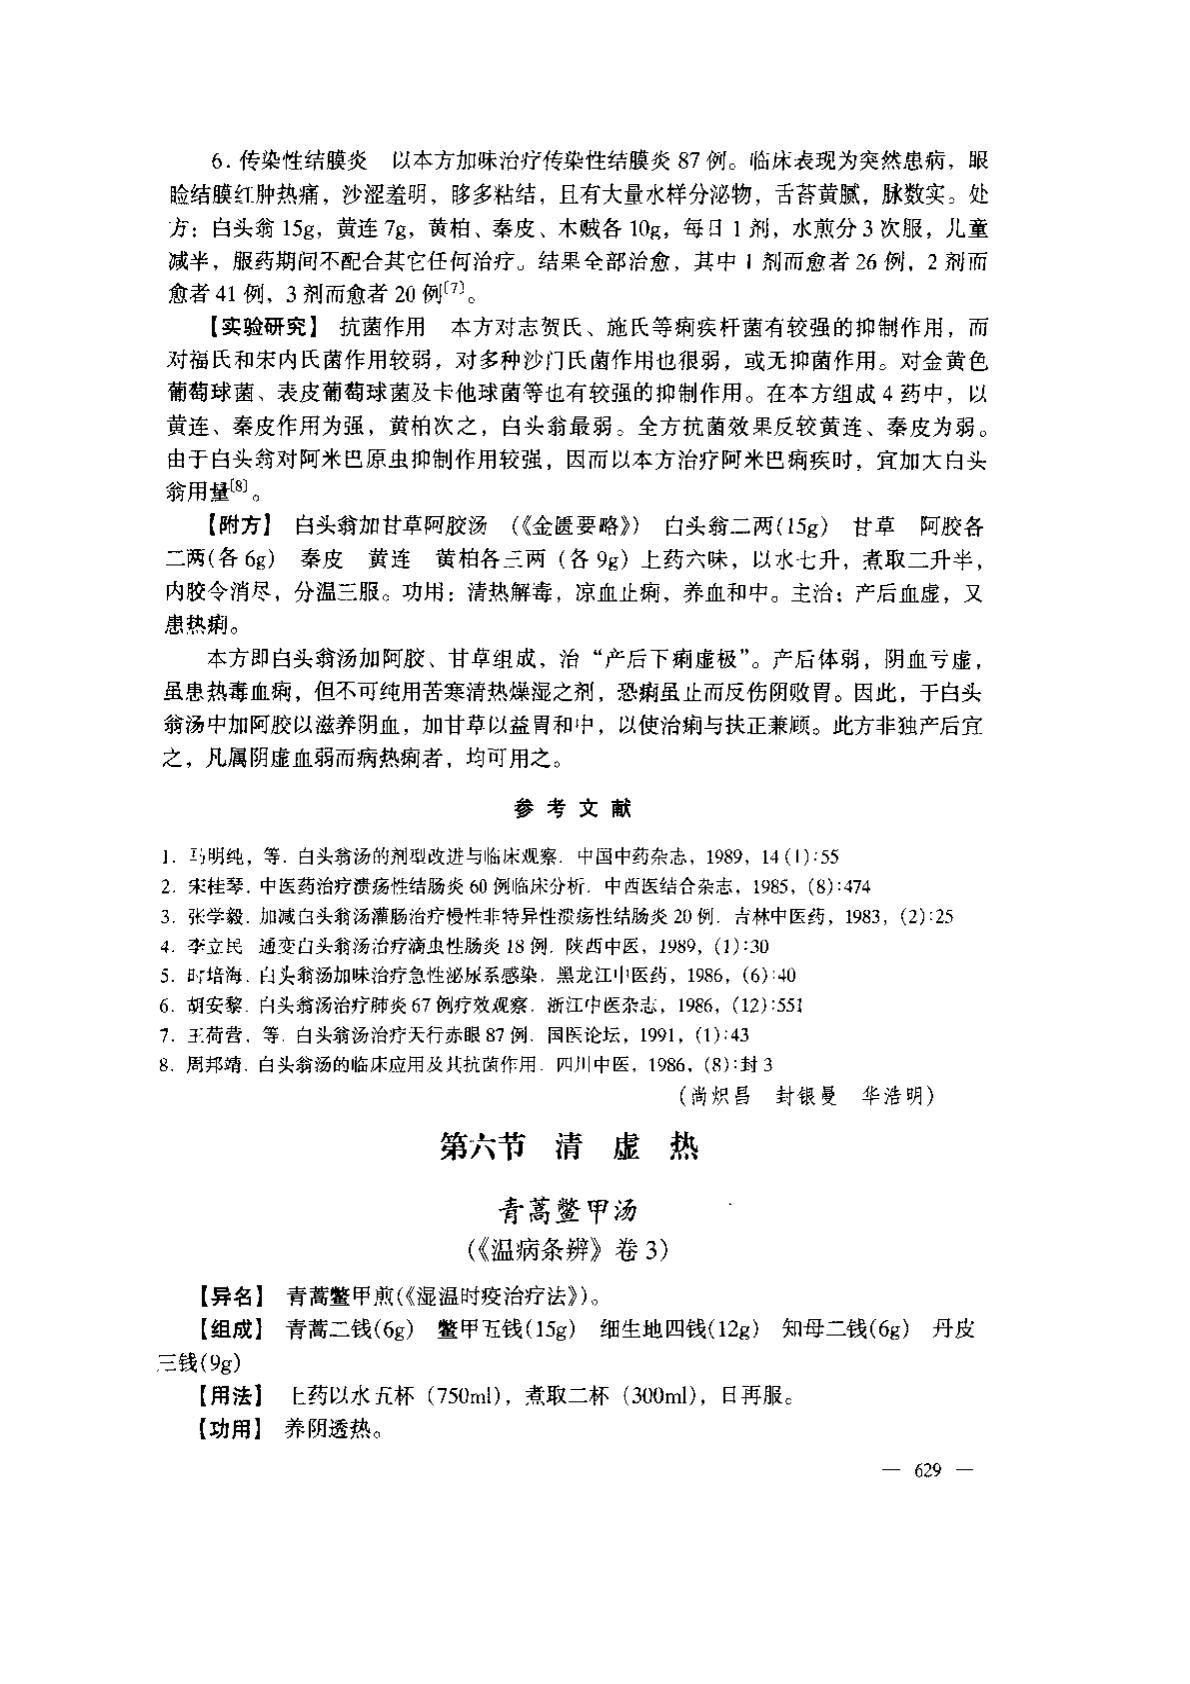 6. 传染性结膜炎　以本方加味治疗传染性结膜炎 87 例。临床表现为突然患病，眼
睑结膜红肿热痛，沙涩羞明，眵多粘结，且有大量水样分泌物，舌苔黄腻，脉数实。处
方：白头翁 15g，黄连 7g，黄柏、秦皮、木贼各 10g，每日 1 剂，水煎分 3 次服，儿童
减半，服药期间不配合其它任何治疗。结果全部治愈，其中 1 剂而愈者 26 例，2 剂而
愈者 41 例，3 剂而愈者 20 例〔7〕。
【实验研究】　抗菌作用　本方对志贺氏、施氏等痢疾杆菌有较强的抑制作用，而
对福氏和宋内氏菌作用较弱，对多种沙门氏菌作用也很弱，或无抑菌作用。对金黄色
葡萄球菌、表皮葡萄球菌及卡他球菌等也有较强的抑制作用。在本方组成 4 药中，以
黄连、秦皮作用为强，黄柏次之，白头翁最弱。全方抗菌效果反较黄连、秦皮为弱。
由于白头翁对阿米巴原虫抑制作用较强，因而以本方治疗阿米巴痢疾时，宜加大白头
翁用量〔8〕。
【附方】　白头翁加甘草阿胶汤　（《金匮要略》）　白头翁二两(15g)　甘草　阿胶各
二两(各 6g)　秦皮　黄连　黄柏各三两（各 9g）上药六味，以水七升，煮取二升半，
内胶令消尽，分温三服。功用：清热解毒，凉血止痢，养血和中。主治：产后血虚，又
患热痢。
本方即白头翁汤加阿胶、甘草组成，治“产后下痢虚极”。产后体弱，阴血亏虚，
虽患热毒血痢，但不可纯用苦寒清热燥湿之剂，恐痢虽止而反伤阴败胃。因此，于白头
翁汤中加阿胶以滋养阴血，加甘草以益胃和中，以使治痢与扶正兼顾。此方非独产后宜
之，凡属阴虚血弱而病热痢者，均可用之。
参 考 文 献
1. 马明纯，等. 白头翁汤的剂型改进与临床观察. 中国中药杂志，1989，14 (1):55
2. 宋桂琴. 中医药治疗溃疡性结肠炎 60 例临床分析. 中西医结合杂志，1985，(8):474
3. 张学毅. 加减白头翁汤灌肠治疗慢性非特异性溃疡性结肠炎 20 例. 吉林中医药，1983，(2):25
4. 李立民　通变白头翁汤治疗滴虫性肠炎 18 例. 陕西中医，1989，(1):30
5. 时培海. 白头翁汤加味治疗急性泌尿系感染. 黑龙江中医药，1986，(6):40
6. 胡安黎. 白头翁汤治疗肺炎 67 例疗效观察. 浙江中医杂志，1986，(12):551
7. 王荷营，等. 白头翁汤治疗天行赤眼 87 例. 国医论坛，1991，(1):43
8. 周邦靖. 白头翁汤的临床应用及其抗菌作用. 四川中医，1986，(8):封 3
（尚炽昌　封银曼　华浩明）
第六节　清　虚　热
青蒿鳖甲汤
（《温病条辨》卷 3）
【异名】　青蒿鳖甲煎(《湿温时疫治疗法》)。
【组成】　青蒿二钱(6g)　鳖甲五钱(15g)　细生地四钱(12g)　知母二钱(6g)　丹皮
三钱(9g)
【用法】　上药以水五杯（750ml），煮取二杯（300ml），日再服。
【功用】　养阴透热。
— 629 —